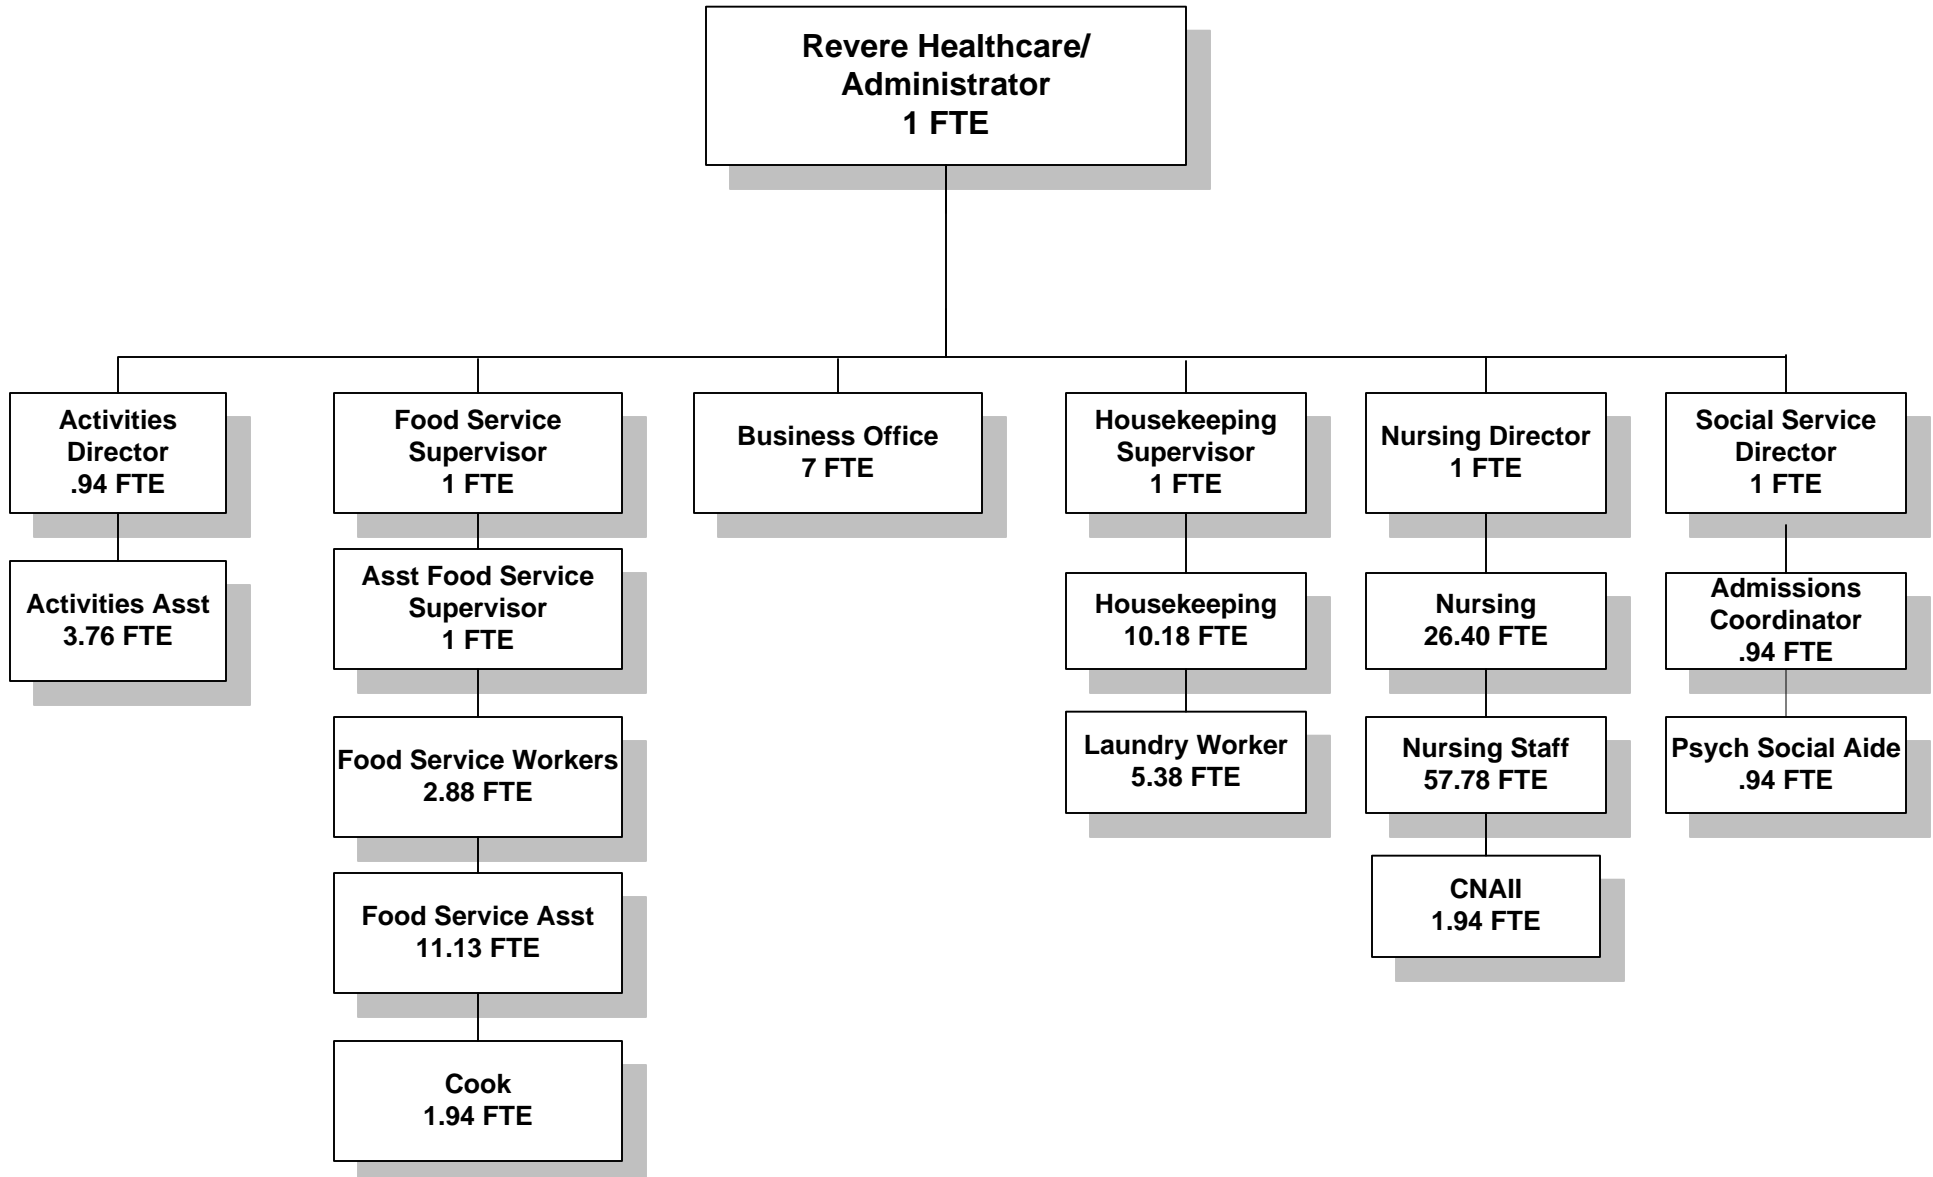 Revere Healthcare/
Administrator
1 FTE
Activities
Director
.94 FTE
Food Service
Supervisor
1 FTE
Business Office
7 FTE
Housekeeping
Supervisor
1 FTE
Nursing Director
1 FTE
Social Service
Director
1 FTE
Activities Asst
3.76 FTE
Asst Food Service
Supervisor
1 FTE
Housekeeping
10.18 FTE
Nursing
26.40 FTE
Admissions
Coordinator
.94 FTE
Food Service Workers
2.88 FTE
Laundry Worker
5.38 FTE
Nursing Staff
57.78 FTE
Psych Social Aide
.94 FTE
Food Service Asst
11.13 FTE
CNAII
1.94 FTE
Cook
1.94 FTE